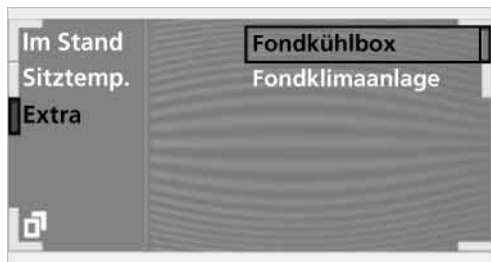 Im Stand
Sitztemp.
Extra
Fondkühlbox
Fondklimaanlage